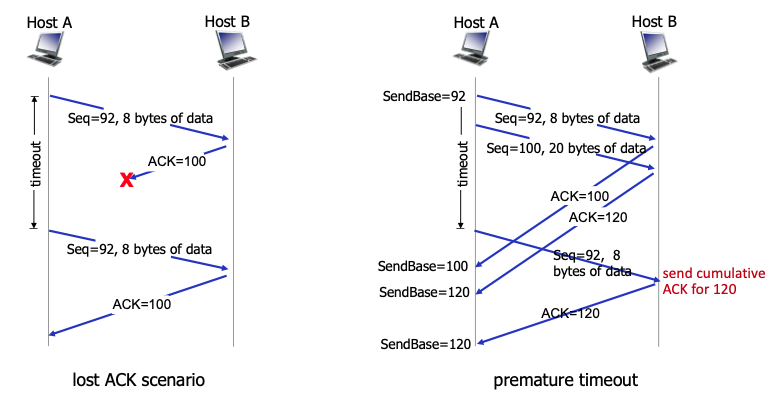 Host A
Host B
Seq=92, 8 bytes of data
timeout
ACK=100
X
Seq=92, 8 bytes of data
ACK=100
lost ACK scenario
Host A
Host B
SendBase=92
Seq=92, 8 bytes of data
Seq=100, 20 bytes of data
timeout
ACK=100
ACK=120
Seq=92, 8
bytes of data
SendBase=100
send cumulative
ACK for 120
SendBase=120
ACK=120
SendBase=120
premature timeout